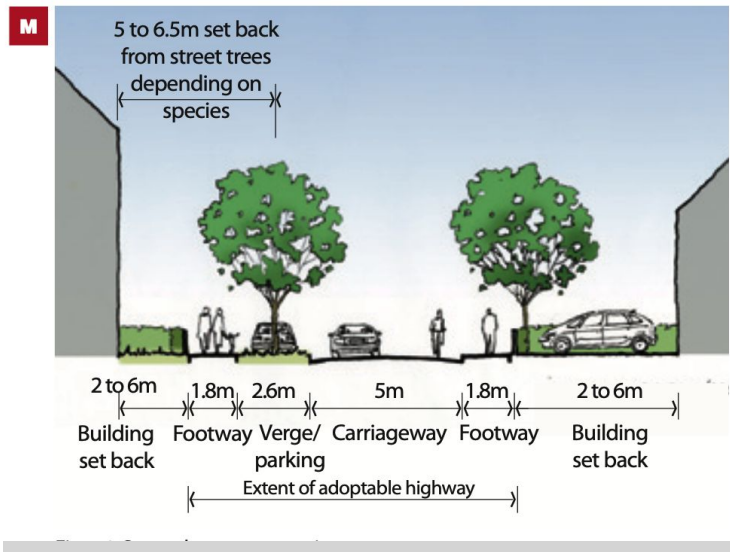 M
5 to 6.5m set back
from street trees
depending on
species
2 to 6m
1.8m
2.6m
5m
1.8m
2 to 6m
Building
set back
Footway
Verge/
parking
Carriageway
Footway
Building
set back
Extent of adoptable highway